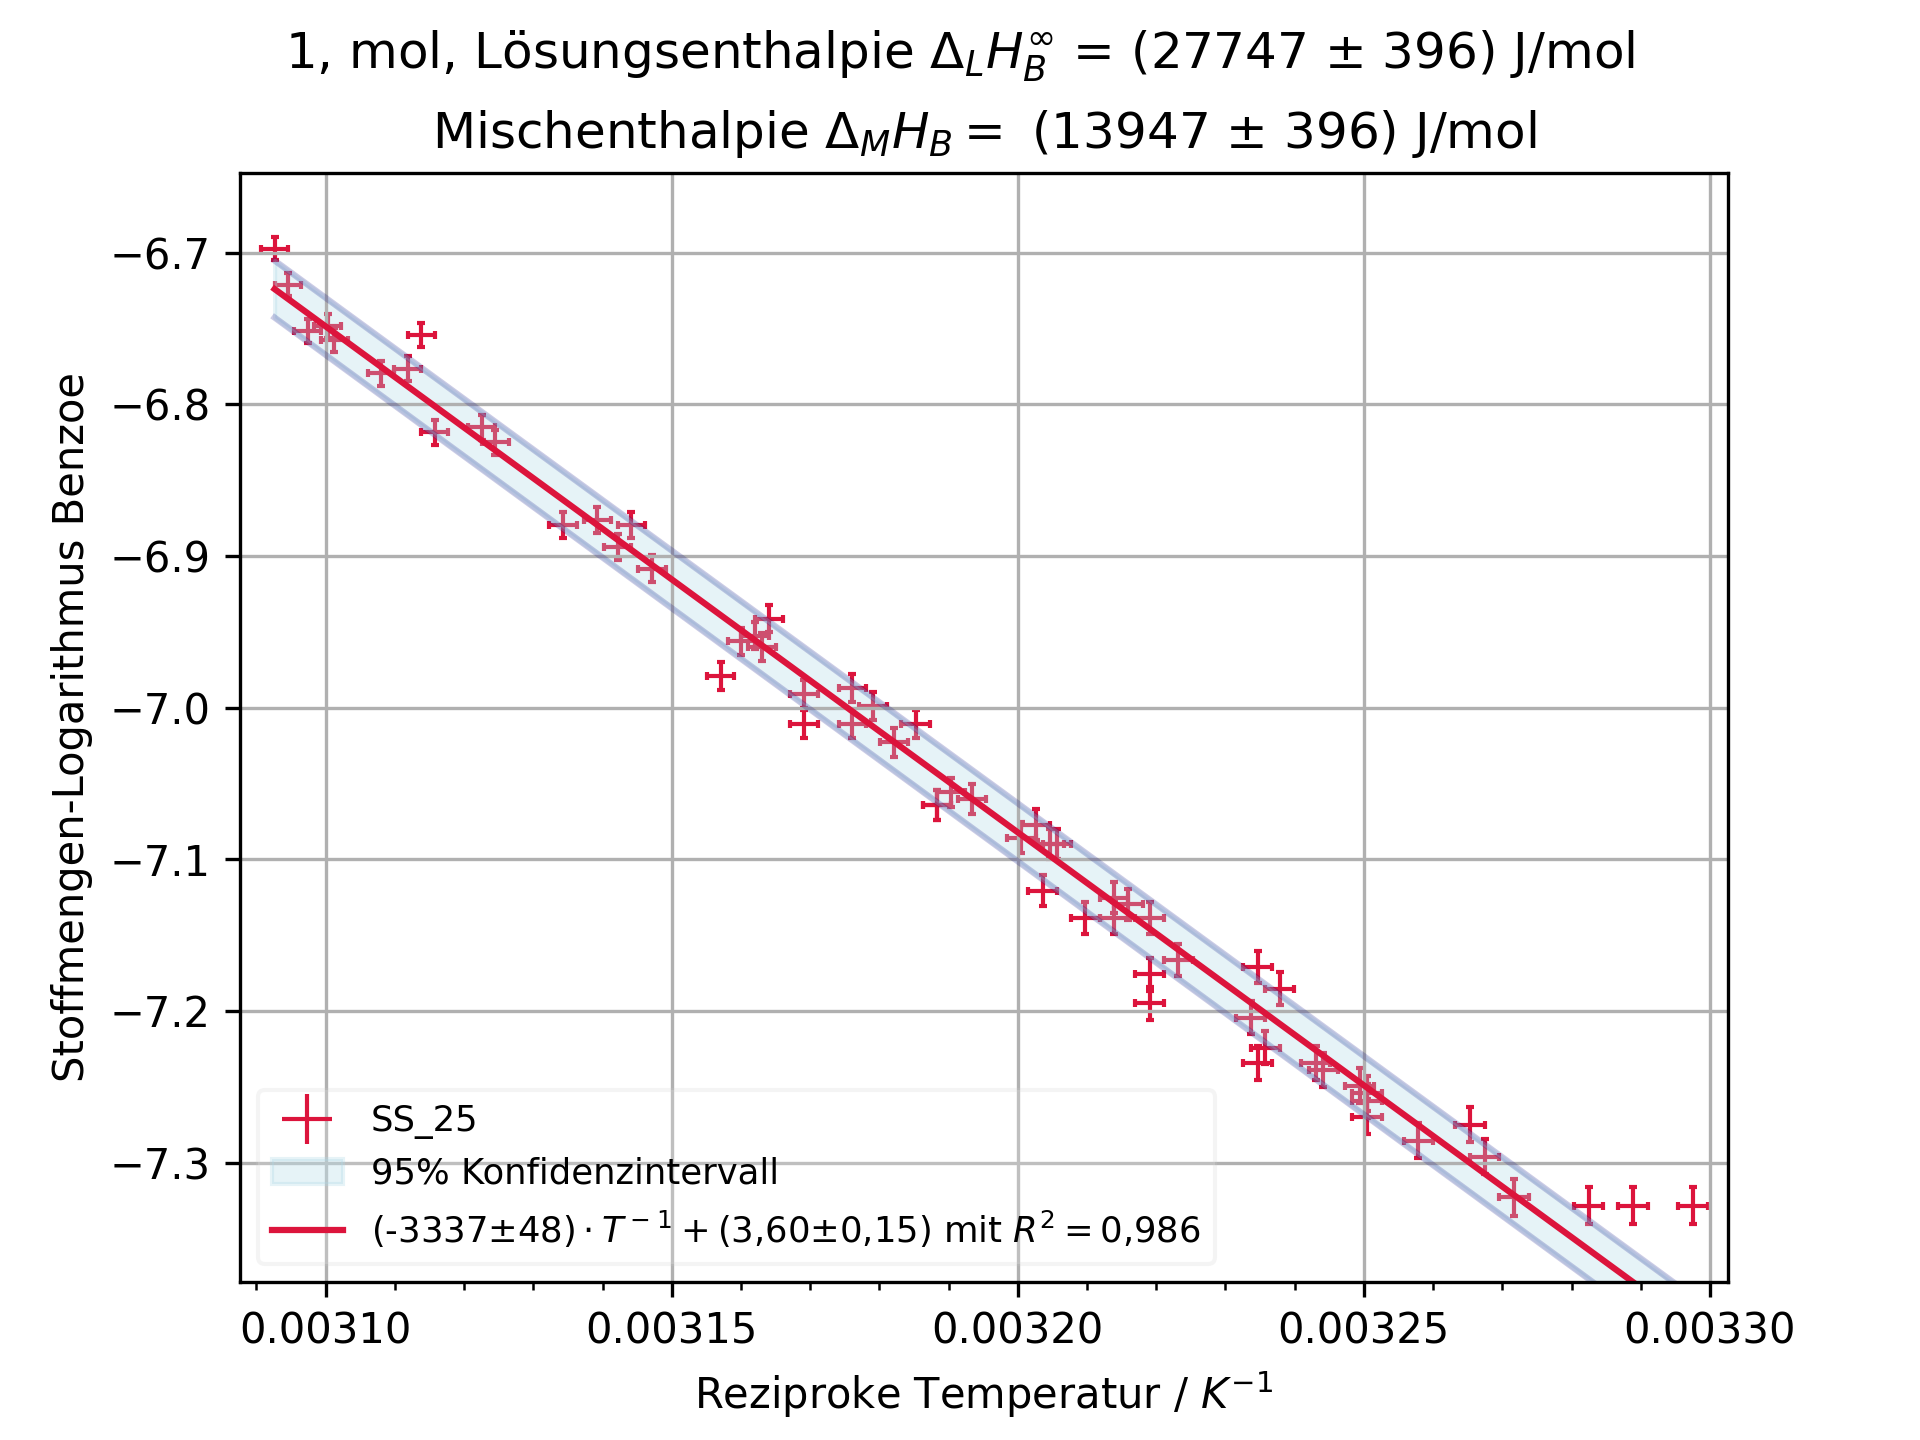 1, mol, Lösungsenthalpie Δ_L H_B^∞ = (27747 ± 396) J/mol
Mischenthalpie Δ_M H_B = (13947 ± 396) J/mol
Stoffmengen-Logarithmus Benzoe
−6.7
−6.8
−6.9
−7.0
−7.1
−7.2
−7.3
SS_25
95% Konfidenzintervall
(-3337±48) · T⁻¹ + (3,60±0,15) mit R² = 0,986
0.00310 0.00315 0.00320 0.00325 0.00330
Reziproke Temperatur / K⁻¹